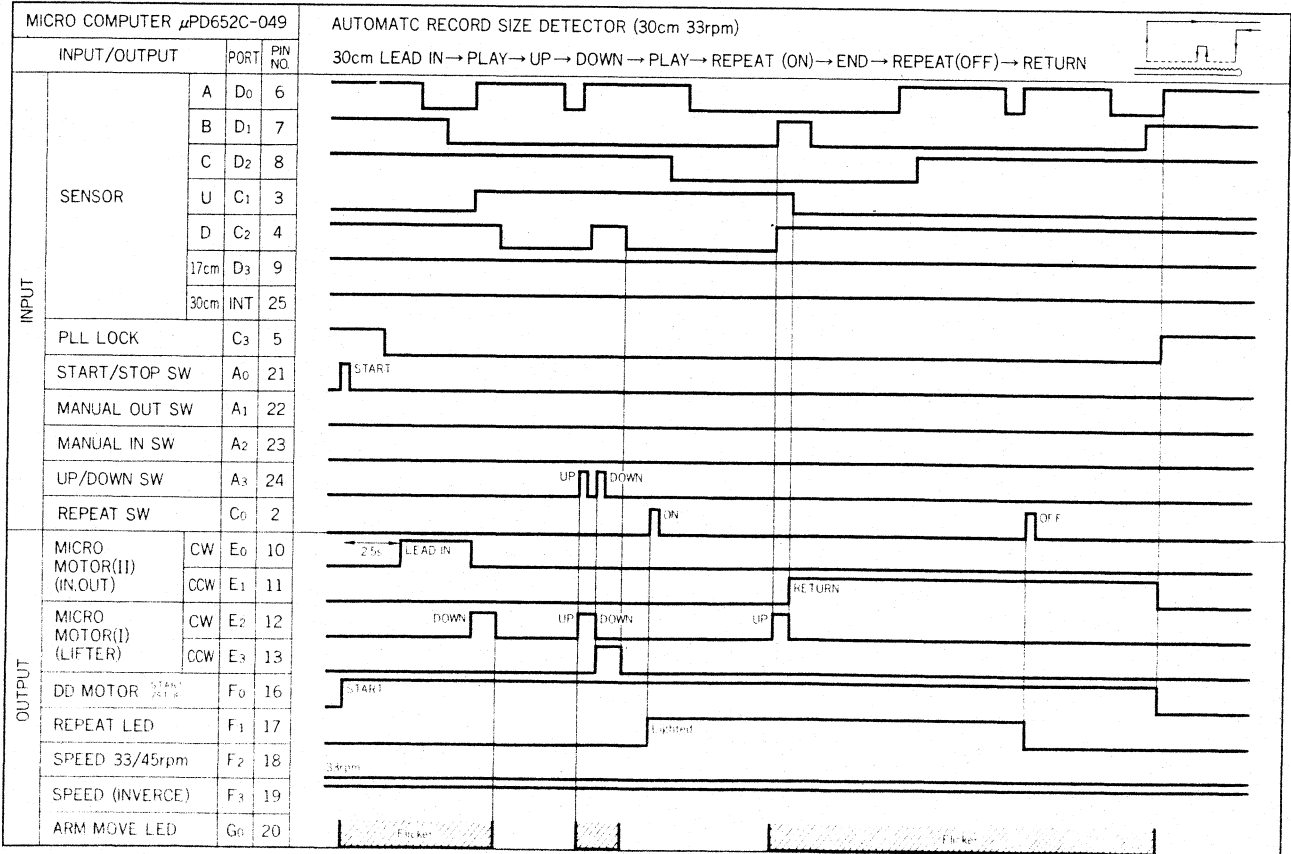 MICRO COMPUTER μPD652C-049
AUTOMATC RECORD SIZE DETECTOR (30cm 33rpm)
INPUT/OUTPUT PORT PIN NO.
30cm LEAD IN→PLAY→UP→DOWN→PLAY→REPEAT (ON)→END→REPEAT(OFF)→RETURN
INPUT
SENSOR
A D0 6
B D1 7
C D2 8
U C1 3
D C2 4
17cm D3 9
30cm INT 25
PLL LOCK C3 5
START/STOP SW A0 21 START
MANUAL OUT SW A1 22
MANUAL IN SW A2 23
UP/DOWN SW A3 24 UP DOWN
REPEAT SW C0 2 ON OFF
OUTPUT
MICRO MOTOR(II) (IN.OUT)
CW E0 10 2.5s LEAD IN
CCW E1 11 RETURN
MICRO MOTOR(I) (LIFTER)
CW E2 12 DOWN UP DOWN UP
CCW E3 13
DD MOTOR F0 16 START
REPEAT LED F1 17 Lighted
SPEED 33/45rpm F2 18 33rpm
SPEED (INVERCE) F3 19
ARM MOVE LED G0 20 Flicker Flicker